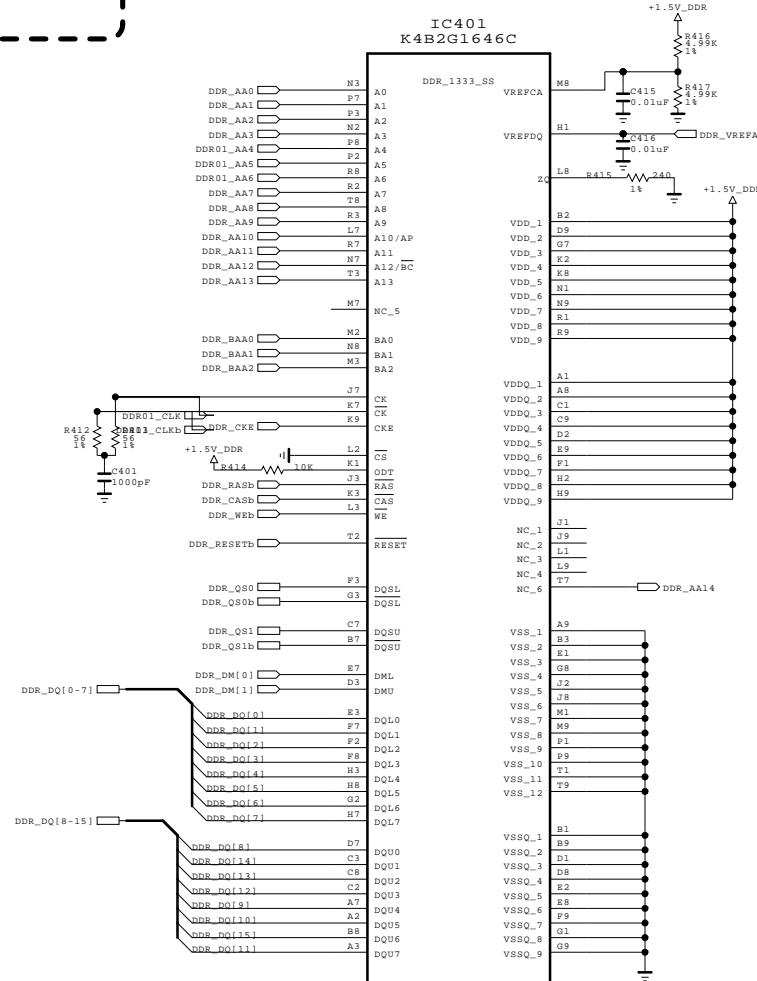 IC401
K4B2G1646C
DDR_1333_SS
+1.5V_DDR
R416
4.99K
1%
R417
4.99K
1%
C415
0.01uF
C416
0.01uF
DDR_VREFA
R415 240
1%
+1.5V_DD
DDR_AA0 N3 A0
DDR_AA1 P7 A1
DDR_AA2 P3 A2
DDR_AA3 N2 A3
DDR01_AA4 P8 A4
DDR01_AA5 P2 A5
DDR01_AA6 R8 A6
DDR_AA7 R2 A7
DDR_AA8 T8 A8
DDR_AA9 R3 A9
DDR_AA10 L7 A10/AP
DDR_AA11 R7 A11
DDR_AA12 N7 A12/BC
DDR_AA13 T3 A13
M7 NC_5
DDR_BAA0 M2 BA0
DDR_BAA1 N8 BA1
DDR_BAA2 M3 BA2
J7 CK
K7 CK
DDR01_CLK
DDR_CKE K9 CKE
R412
56
1%
56
1%
C401
1000pF
+1.5V_DDR
L2 CS
R414 10K
K1 ODT
DDR_RASb J3 RAS
DDR_CASb K3 CAS
DDR_WEb L3 WE
DDR_RESETb T2 RESET
DDR_QS0 F3 DQSL
DDR_QS0b G3 DQSL
DDR_QS1 C7 DQSU
DDR_QS1b B7 DQSU
DDR_DM[0] E7 DML
DDR_DM[1] D3 DMU
DDR_DQ[0-7]
DDR_DQ[0] E3 DQL0
DDR_DQ[1] F7 DQL1
DDR_DQ[2] F2 DQL2
DDR_DQ[3] F8 DQL3
DDR_DQ[4] H3 DQL4
DDR_DQ[5] H8 DQL5
DDR_DQ[6] G2 DQL6
DDR_DQ[7] H7 DQL7
DDR_DQ[8-15]
DDR_DQ[8] D7 DQU0
DDR_DQ[14] C3 DQU1
DDR_DQ[13] C8 DQU2
DDR_DQ[12] C2 DQU3
DDR_DQ[9] A7 DQU4
DDR_DQ[10] A2 DQU5
DDR_DQ[15] B8 DQU6
DDR_DQ[11] A3 DQU7
VREFCA M8
VREFDQ H1
ZQ L8
VDD_1 B2
VDD_2 D9
VDD_3 G7
VDD_4 K2
VDD_5 K8
VDD_6 N1
VDD_7 N9
VDD_8 R1
VDD_9 R9
VDDQ_1 A1
VDDQ_2 A8
VDDQ_3 C1
VDDQ_4 C9
VDDQ_5 D2
VDDQ_6 E9
VDDQ_7 F1
VDDQ_8 H2
VDDQ_9 H9
NC_1 J1
NC_2 J9
NC_3 L1
NC_4 L9
NC_6 T7 DDR_AA14
VSS_1 A9
VSS_2 B3
VSS_3 E1
VSS_4 G8
VSS_5 J2
VSS_6 J8
VSS_7 M1
VSS_8 M9
VSS_9 P1
VSS_10 P9
VSS_11 T1
VSS_12 T9
VSSQ_1 B1
VSSQ_2 B9
VSSQ_3 D1
VSSQ_4 D8
VSSQ_5 E2
VSSQ_6 E8
VSSQ_7 F9
VSSQ_8 G1
VSSQ_9 G9